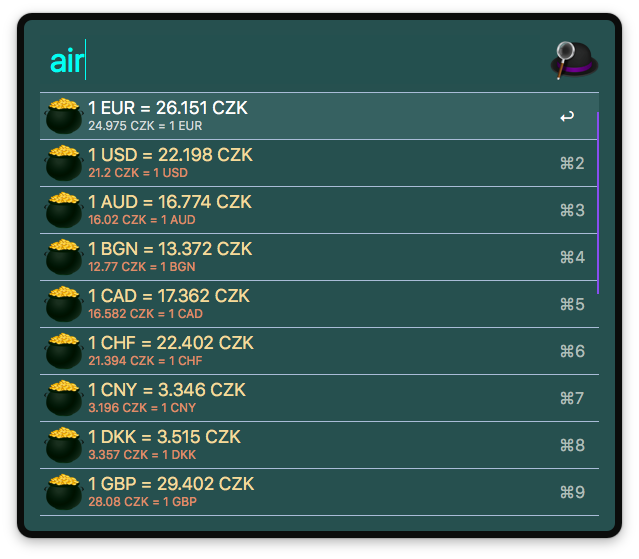 air
1 EUR = 26.151 CZK
24.975 CZK = 1 EUR
↩
1 USD = 22.198 CZK
21.2 CZK = 1 USD
⌘2
1 AUD = 16.774 CZK
16.02 CZK = 1 AUD
⌘3
1 BGN = 13.372 CZK
12.77 CZK = 1 BGN
⌘4
1 CAD = 17.362 CZK
16.582 CZK = 1 CAD
⌘5
1 CHF = 22.402 CZK
21.394 CZK = 1 CHF
⌘6
1 CNY = 3.346 CZK
3.196 CZK = 1 CNY
⌘7
1 DKK = 3.515 CZK
3.357 CZK = 1 DKK
⌘8
1 GBP = 29.402 CZK
28.08 CZK = 1 GBP
⌘9